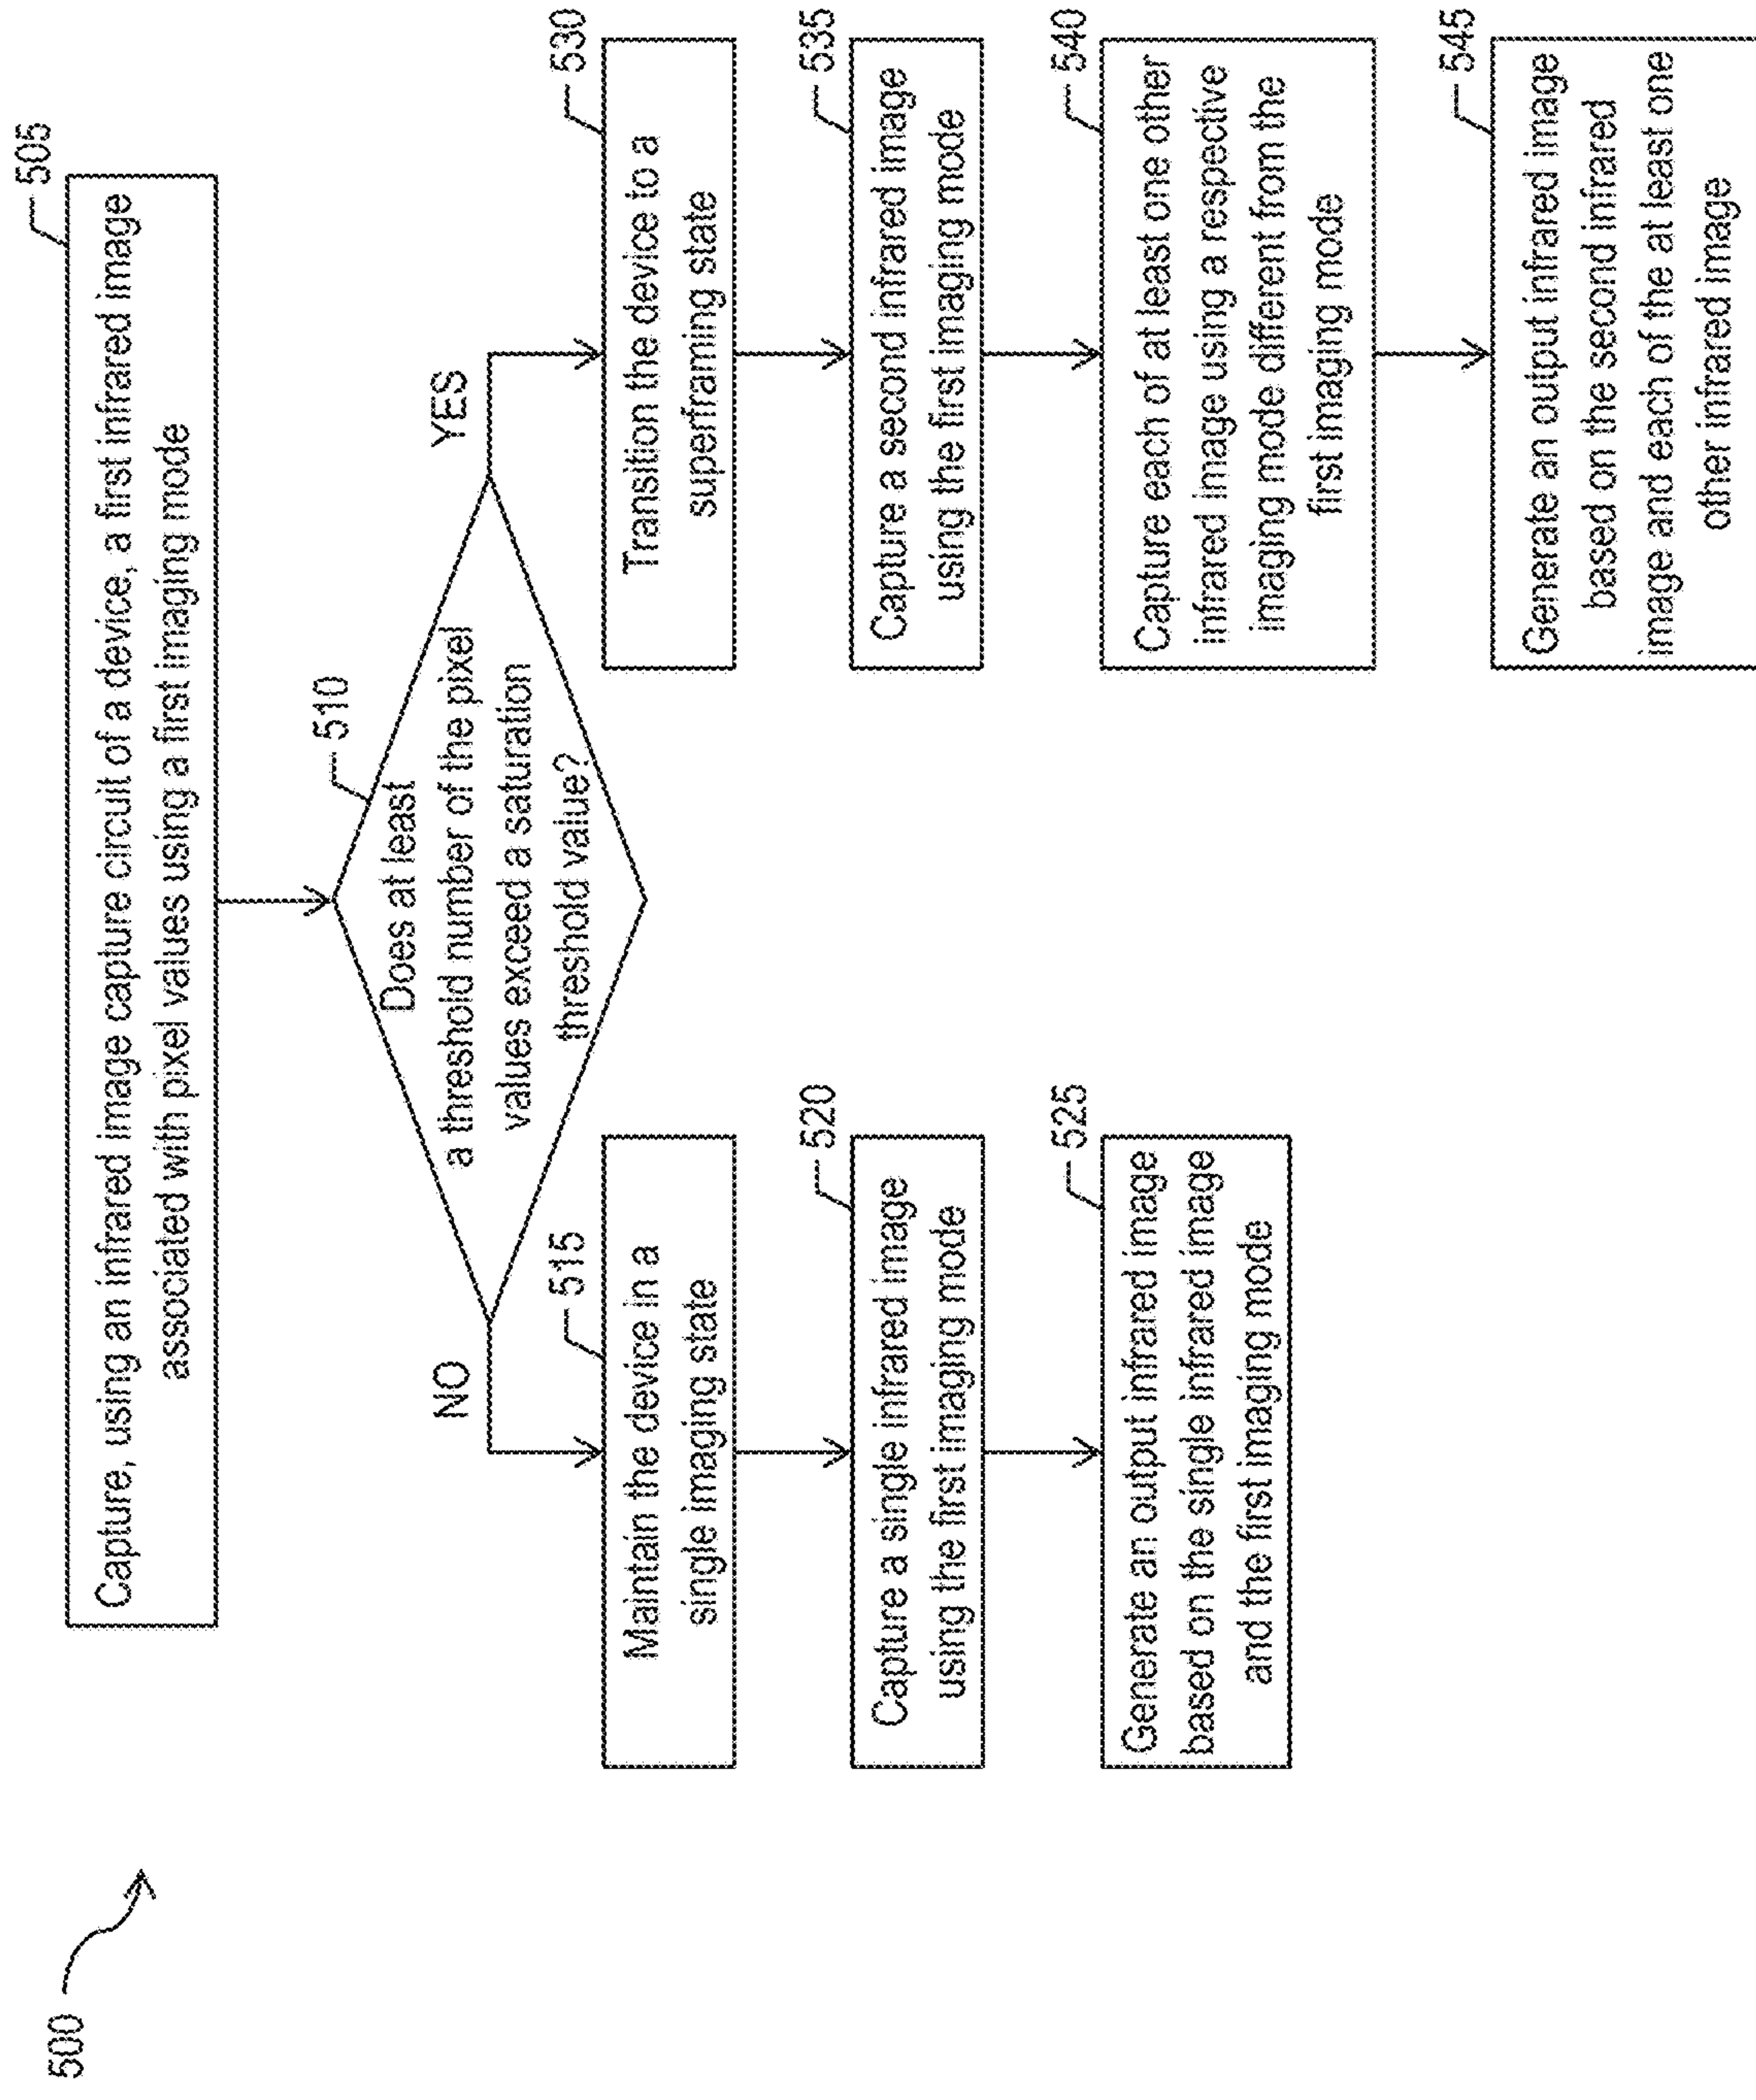 500
505
Capture, using an infrared image capture circuit of a device, a first infrared image
associated with pixel values using a first imaging mode
510
Does at least
a threshold number of the pixel
values exceed a saturation
threshold value?
NO
515
Maintain the device in a
single imaging state
520
Capture a single infrared image
using the first imaging mode
525
Generate an output infrared image
based on the single infrared image
and the first imaging mode
YES
530
Transition the device to a
superframing state
535
Capture a second infrared image
using the first imaging mode
540
Capture each of at least one other
infrared image using a respective
imaging mode different from the
first imaging mode
545
Generate an output infrared image
based on the second infrared
image and each of the at least one
other infrared image